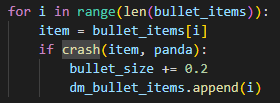 for i in range(len(bullet_items)):
    item = bullet_items[i]
    if crash(item, panda):
        bullet_size += 0.2
        dm_bullet_items.append(i)